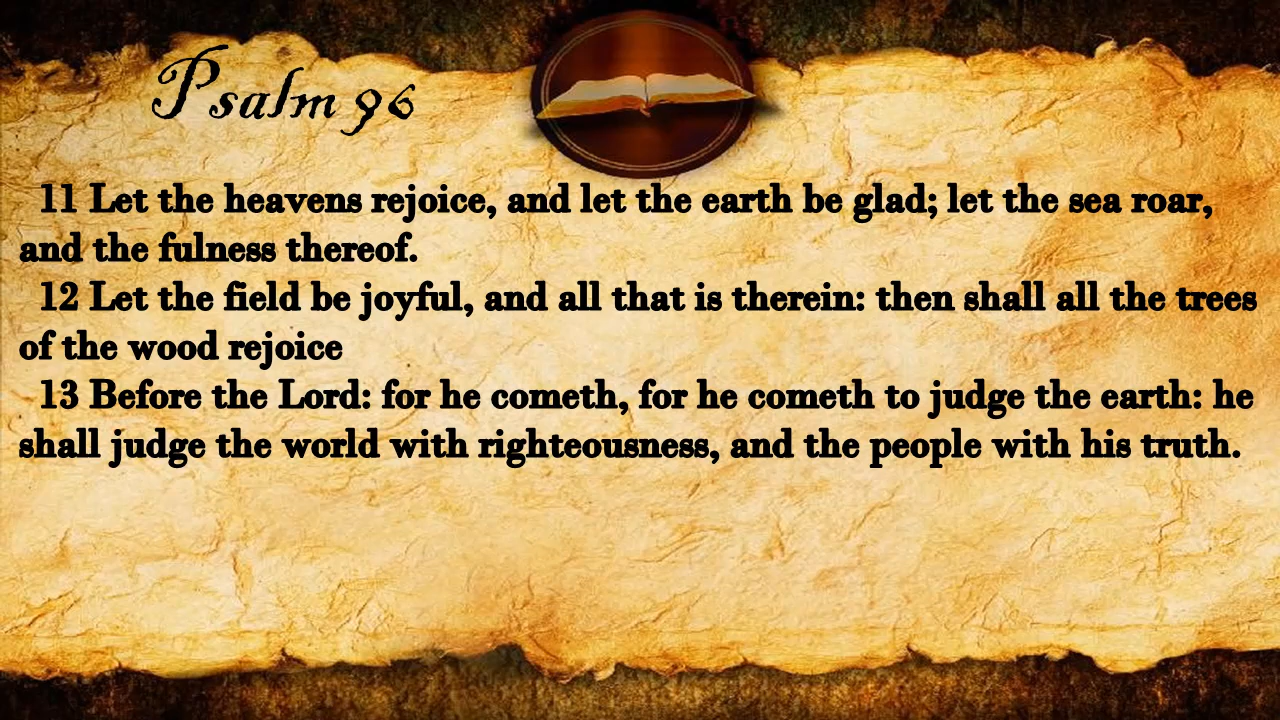 Psalm 96
11 Let the heavens rejoice, and let the earth be glad; let the sea roar,
and the fulness thereof.
12 Let the field be joyful, and all that is therein: then shall all the trees
of the wood rejoice
13 Before the Lord: for he cometh, for he cometh to judge the earth: he
shall judge the world with righteousness, and the people with his truth.